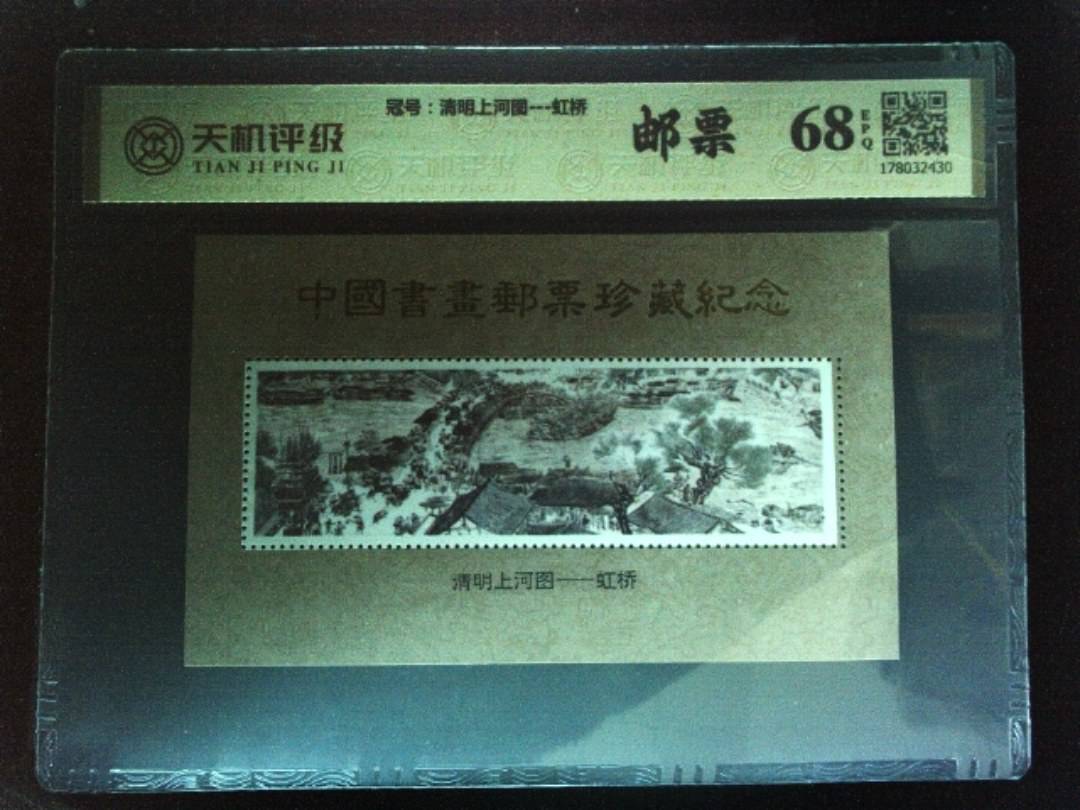 冠号：清明上河图---虹桥
天机评级
TIAN JI PING JI
邮票
68
EPQ
178032430
中國書畫郵票珍藏紀念
清明上河图——虹桥